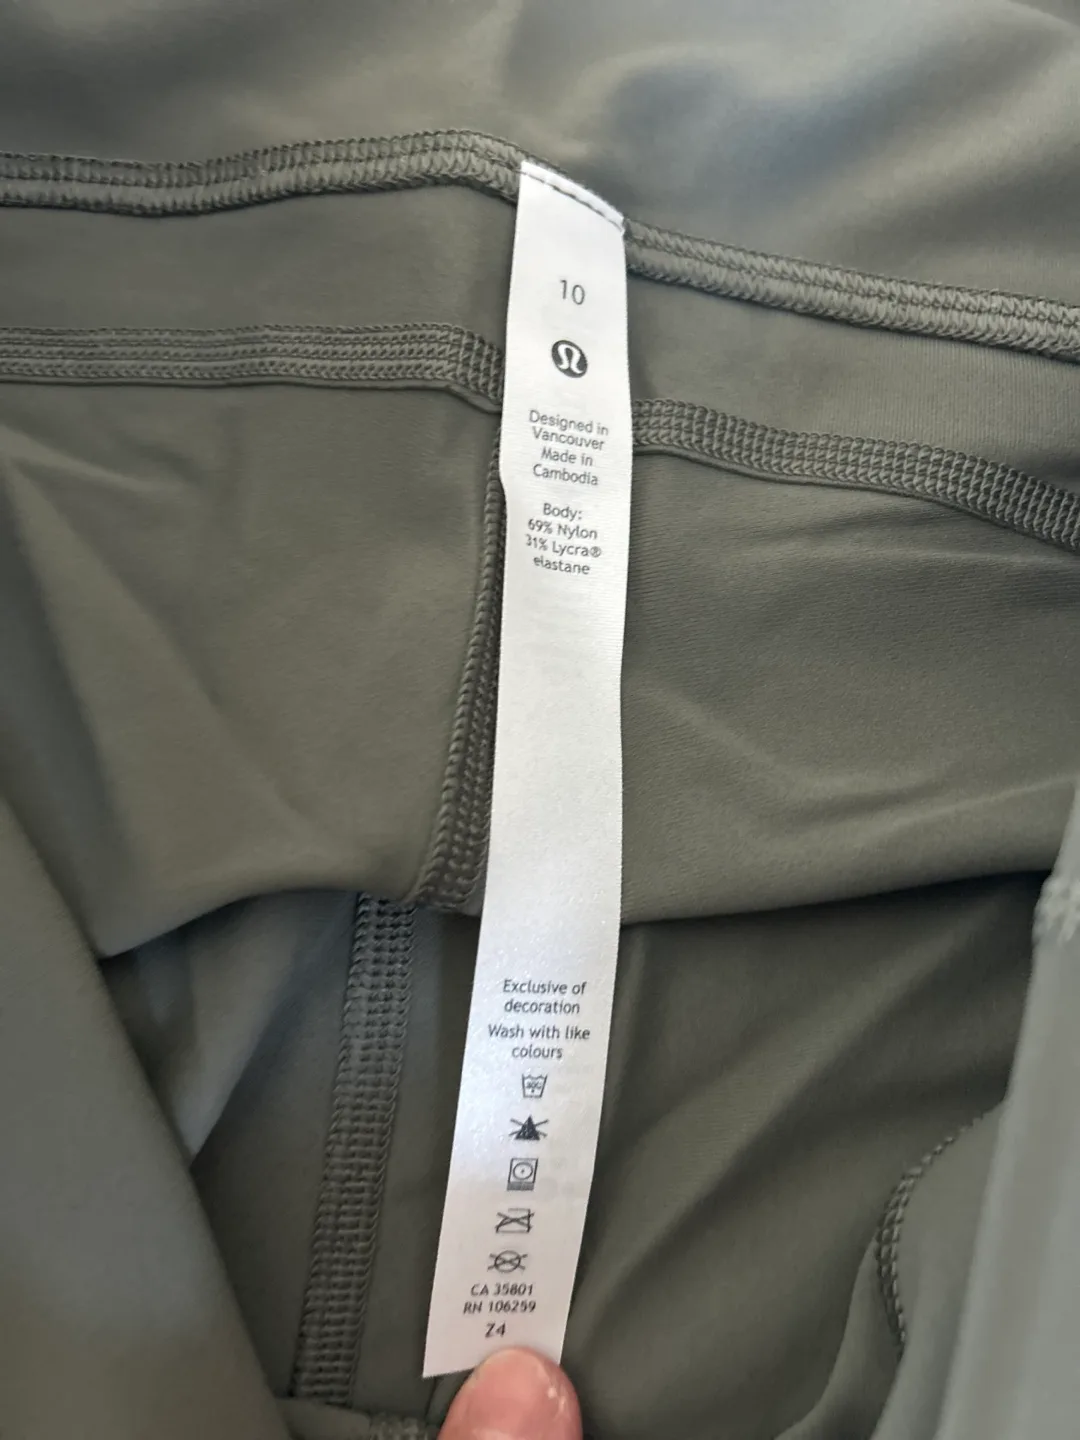 10
Designed in
Vancouver
Made in
Cambodia
Body:
69% Nylon
31% Lycra®
elastane
Exclusive of
decoration
Wash with like
colours
30C
CA 35801
RN 106259
Z4